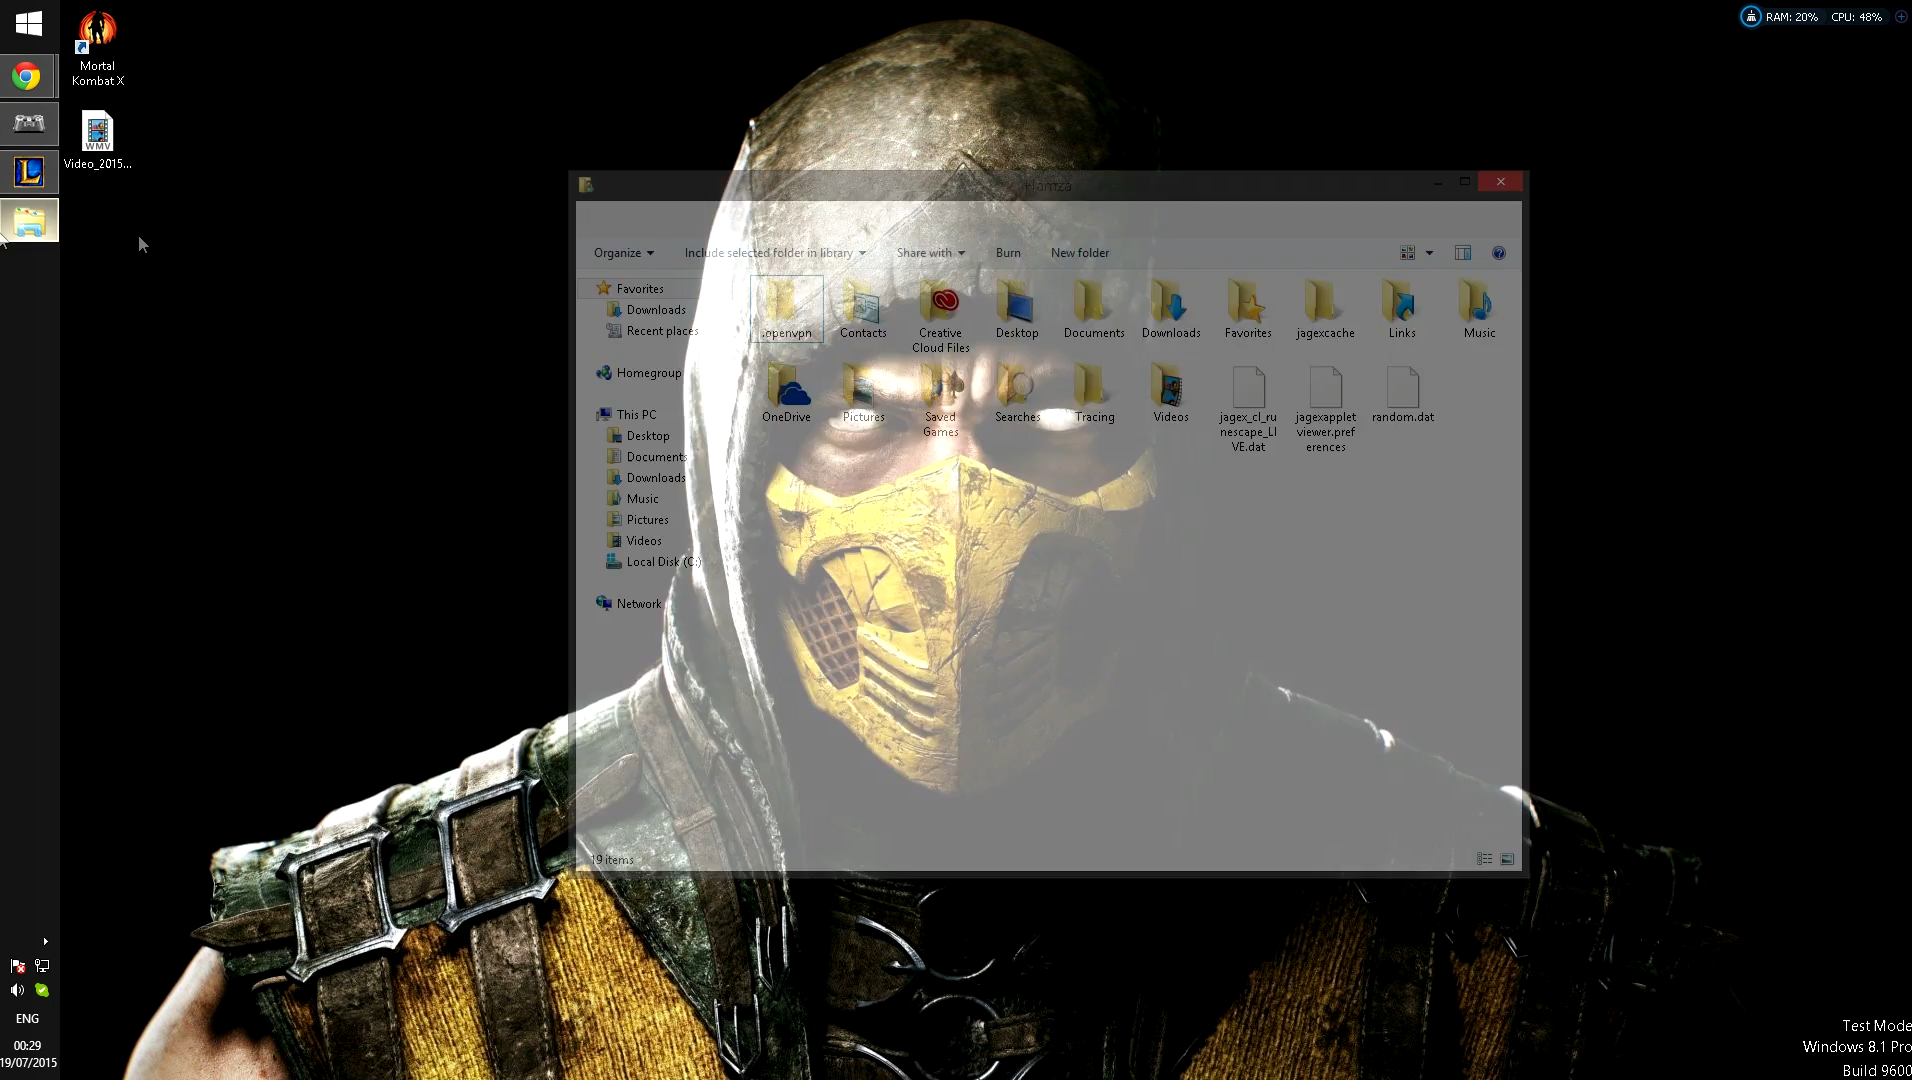 RAM: 20% CPU: 48%
Mortal
Kombat X
WMV
Video_2015...
Hamza
Organize
Include selected folder in library
Share with
Burn
New folder
Favorites
Downloads
Recent places
Homegroup
This PC
Desktop
Documents
Downloads
Music
Pictures
Videos
Local Disk (C:)
Network
.openvpn
Contacts
Creative
Cloud Files
Desktop
Documents
Downloads
Favorites
jagexcache
Links
Music
OneDrive
Pictures
Saved
Games
Searches
Tracing
Videos
jagex_cl_ru
nescape_LI
VE.dat
jagexapplet
viewer.pref
erences
random.dat
19 items
ENG
00:29
19/07/2015
Test Mode
Windows 8.1 Pro
Build 9600